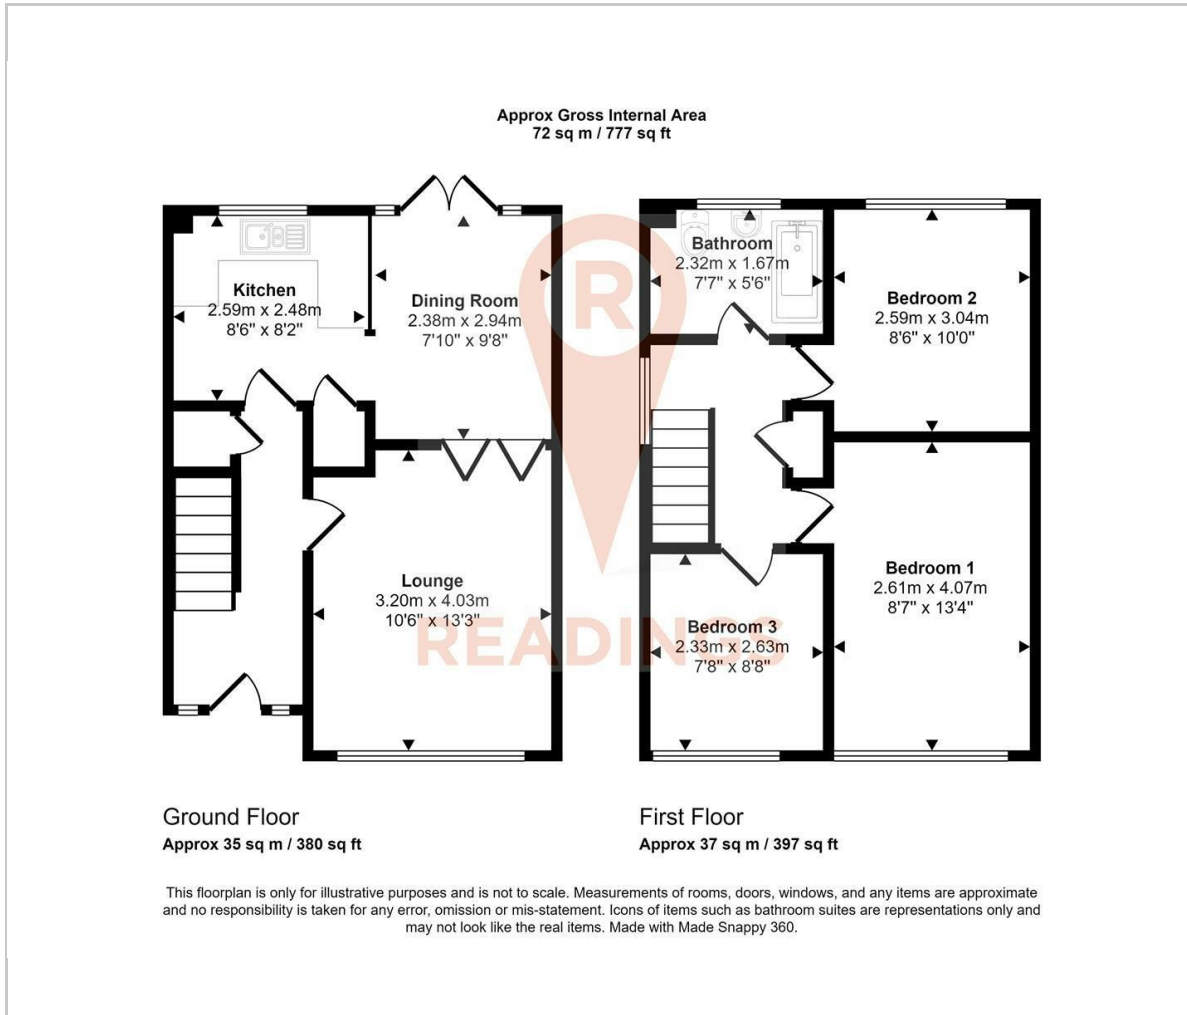 Approx Gross Internal Area
72 sq m / 777 sq ft
Kitchen
2.59m x 2.48m
8'6" x 8'2"
Dining Room
2.38m x 2.94m
7'10" x 9'8"
Lounge
3.20m x 4.03m
10'6" x 13'3"
Bathroom
2.32m x 1.67m
7'7" x 5'6"
Bedroom 2
2.59m x 3.04m
8'6" x 10'0"
Bedroom 1
2.61m x 4.07m
8'7" x 13'4"
Bedroom 3
2.33m x 2.63m
7'8" x 8'8"
R
READINGS
Ground Floor
Approx 35 sq m / 380 sq ft
First Floor
Approx 37 sq m / 397 sq ft
This floorplan is only for illustrative purposes and is not to scale. Measurements of rooms, doors, windows, and any items are approximate
and no responsibility is taken for any error, omission or mis-statement. Icons of items such as bathroom suites are representations only and
may not look like the real items. Made with Made Snappy 360.